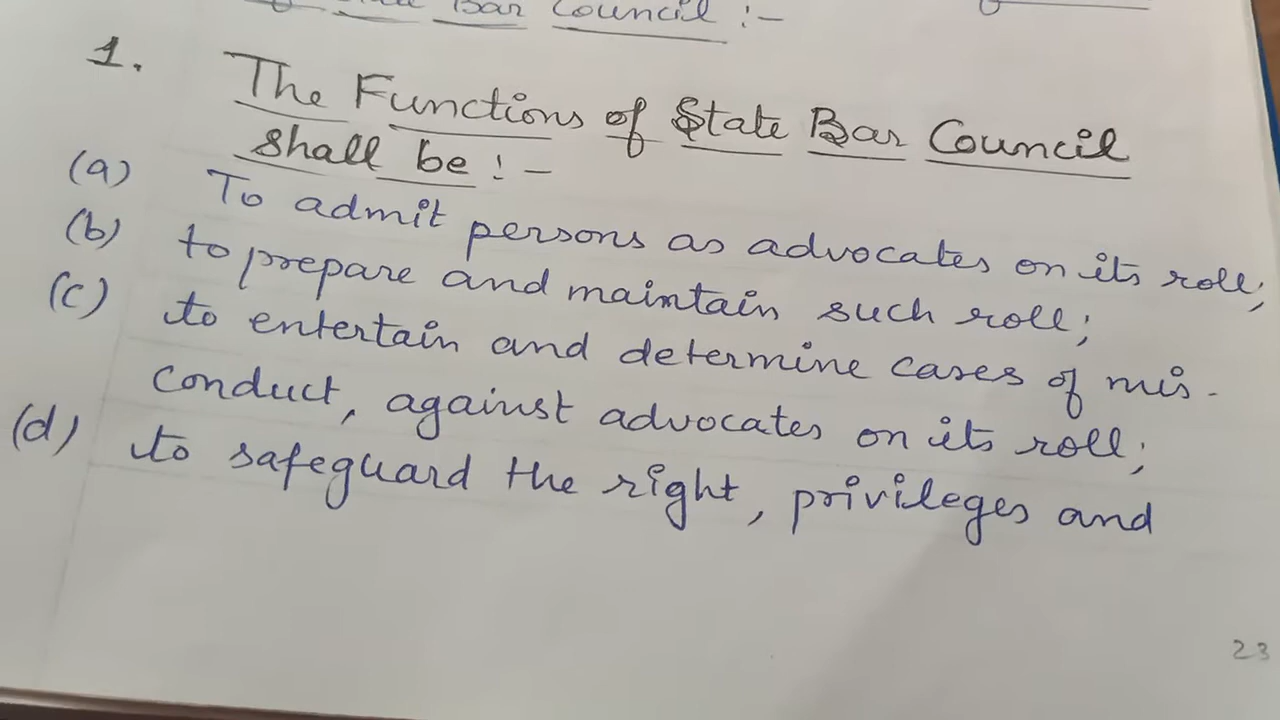 Bar Council :-
1. The Functions of State Bar Council
shall be :-
(a) To admit persons as advocates on its roll;
(b) to prepare and maintain such roll;
(c) to entertain and determine cases of mis-
conduct, against advocates on its roll;
(d) to safeguard the right, privileges and
23